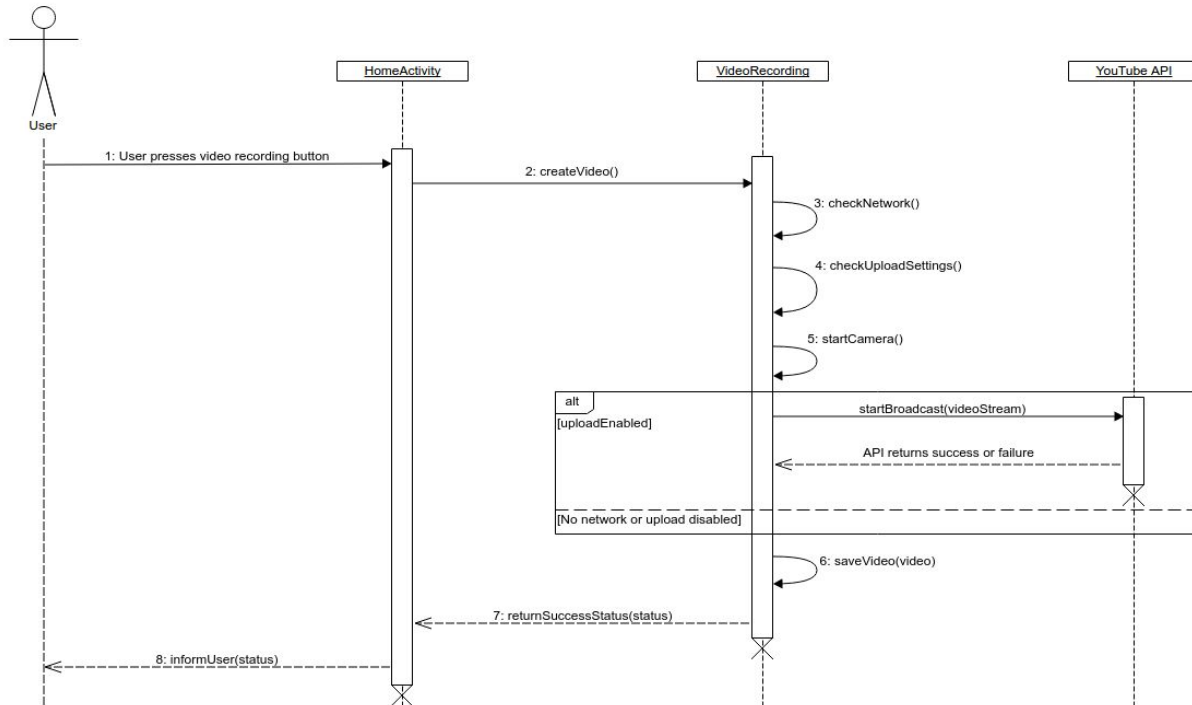 HomeActivity
VideoRecording
YouTube API
User
1: User presses video recording button
2: createVideo()
3: checkNetwork()
4: checkUploadSettings()
5: startCamera()
alt
[uploadEnabled]
startBroadcast(videoStream)
API returns success or failure
[No network or upload disabled]
6: saveVideo(video)
7: returnSuccessStatus(status)
8: informUser(status)